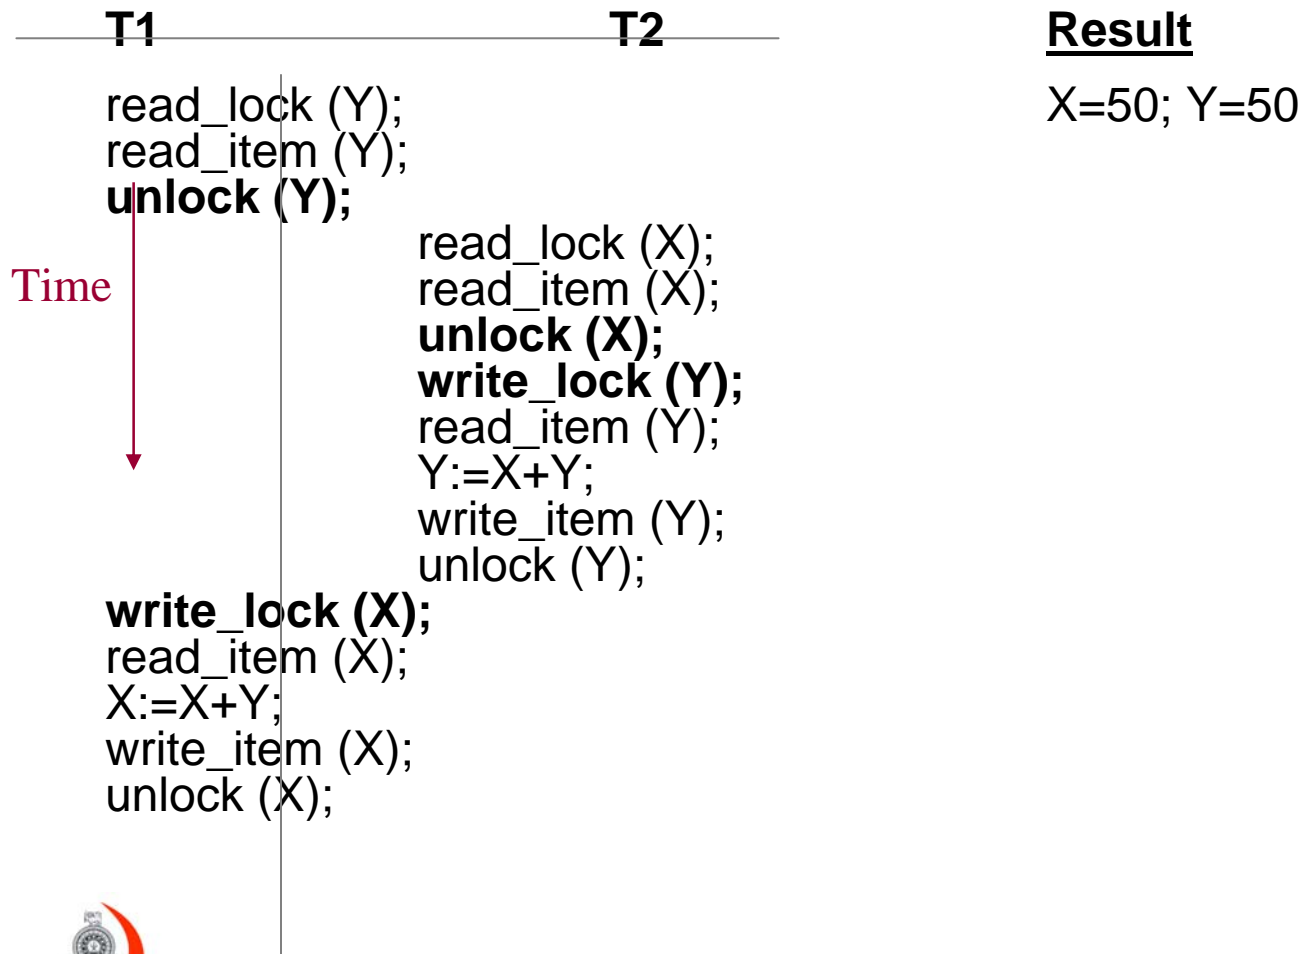 T1 T2 Result
read_lock (Y); X=50; Y=50
read_item (Y);
unlock (Y);
read_lock (X);
Time
read_item (X);
unlock (X);
write_lock (Y);
read_item (Y);
Y:=X+Y;
write_item (Y);
unlock (Y);
write_lock (X);
read_item (X);
X:=X+Y;
write_item (X);
unlock (X);